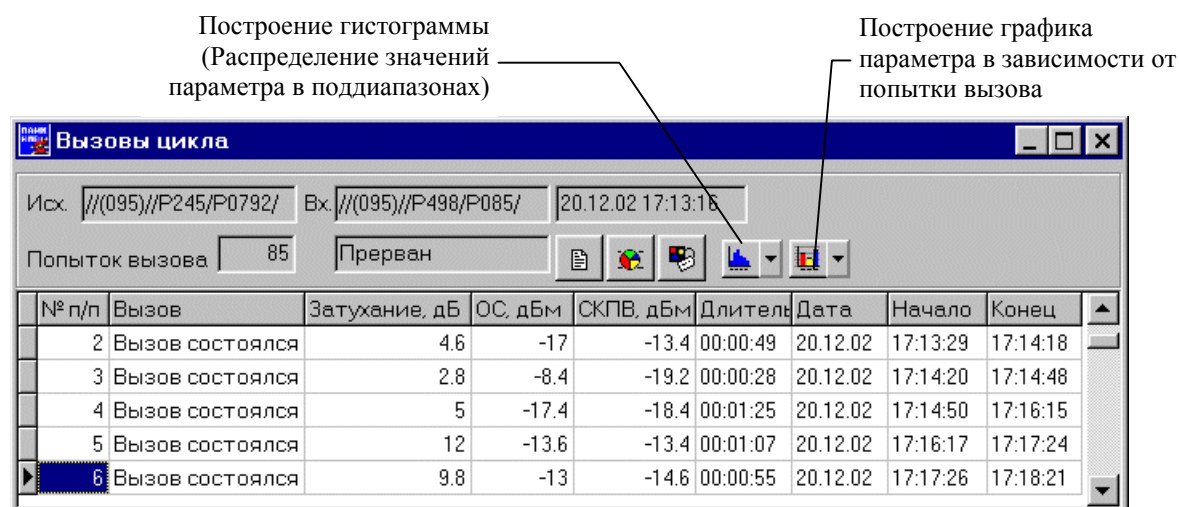 Построение гистограммы
(Распределение значений
параметра в поддиапазонах)
Построение графика
параметра в зависимости от
попытки вызова
Вызовы цикла
Исх. //(095)//Р245/Р0792/ Вх. //(095)//Р498/Р085/ 20.12.02 17:13:16
Попыток вызова 85 Прерван
№ п/п Вызов Затухание, дБ ОС, дБм СКПВ, дБм Длитель Дата Начало Конец
2 Вызов состоялся 4.6 -17 -13.4 00:00:49 20.12.02 17:13:29 17:14:18
3 Вызов состоялся 2.8 -8.4 -19.2 00:00:28 20.12.02 17:14:20 17:14:48
4 Вызов состоялся 5 -17.4 -18.4 00:01:25 20.12.02 17:14:50 17:16:15
5 Вызов состоялся 12 -13.6 -13.4 00:01:07 20.12.02 17:16:17 17:17:24
6 Вызов состоялся 9.8 -13 -14.6 00:00:55 20.12.02 17:17:26 17:18:21